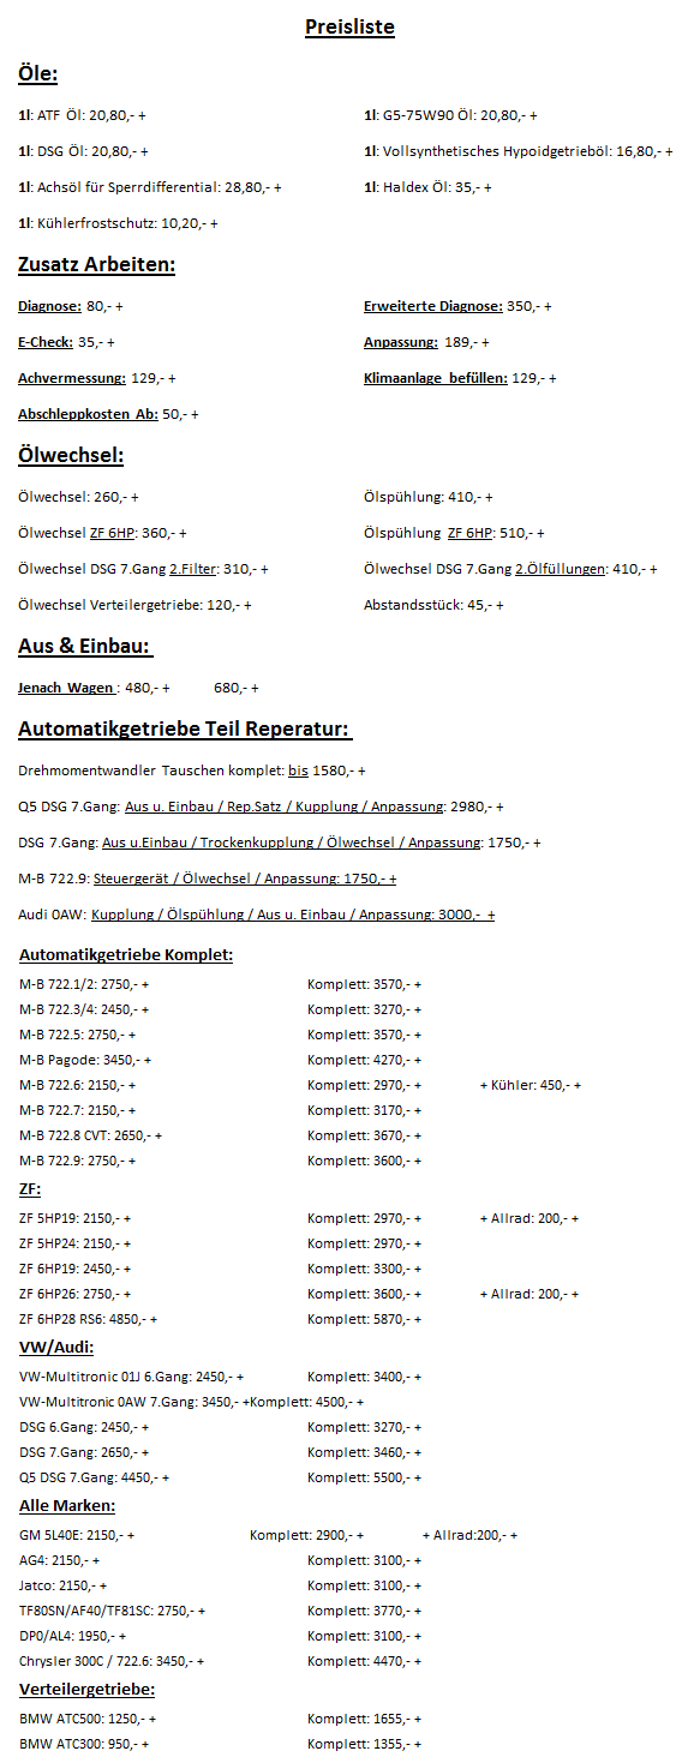 Preisliste
Öle:
1l: ATF Öl: 20,80,- + 1l: G5-75W90 Öl: 20,80,- +
1l: DSG Öl: 20,80,- + 1l: Vollsynthetisches Hypoidgetrieböl: 16,80,- +
1l: Achsöl für Sperrdifferential: 28,80,- + 1l: Haldex Öl: 35,- +
1l: Kühlerfrostschutz: 10,20,- +
Zusatz Arbeiten:
Diagnose: 80,- + Erweiterte Diagnose: 350,- +
E-Check: 35,- + Anpassung: 189,- +
Achvermessung: 129,- + Klimaanlage befüllen: 129,- +
Abschleppkosten Ab: 50,- +
Ölwechsel:
Ölwechsel: 260,- + Ölspühlung: 410,- +
Ölwechsel ZF 6HP: 360,- + Ölspühlung ZF 6HP: 510,- +
Ölwechsel DSG 7.Gang 2.Filter: 310,- + Ölwechsel DSG 7.Gang 2.Ölfüllungen: 410,- +
Ölwechsel Verteilergetriebe: 120,- + Abstandsstück: 45,- +
Aus & Einbau:
Jenach Wagen : 480,- + 680,- +
Automatikgetriebe Teil Reperatur:
Drehmomentwandler Tauschen komplet: bis 1580,- +
Q5 DSG 7.Gang: Aus u. Einbau / Rep.Satz / Kupplung / Anpassung: 2980,- +
DSG 7.Gang: Aus u.Einbau / Trockenkupplung / Ölwechsel / Anpassung: 1750,- +
M-B 722.9: Steuergerät / Ölwechsel / Anpassung: 1750,- +
Audi 0AW: Kupplung / Ölspühlung / Aus u. Einbau / Anpassung: 3000,- +
Automatikgetriebe Komplet:
M-B 722.1/2: 2750,- + Komplett: 3570,- +
M-B 722.3/4: 2450,- + Komplett: 3270,- +
M-B 722.5: 2750,- + Komplett: 3570,- +
M-B Pagode: 3450,- + Komplett: 4270,- +
M-B 722.6: 2150,- + Komplett: 2970,- + + Kühler: 450,- +
M-B 722.7: 2150,- + Komplett: 3170,- +
M-B 722.8 CVT: 2650,- + Komplett: 3670,- +
M-B 722.9: 2750,- + Komplett: 3600,- +
ZF:
ZF 5HP19: 2150,- + Komplett: 2970,- + + Allrad: 200,- +
ZF 5HP24: 2150,- + Komplett: 2970,- +
ZF 6HP19: 2450,- + Komplett: 3300,- +
ZF 6HP26: 2750,- + Komplett: 3600,- + + Allrad: 200,- +
ZF 6HP28 RS6: 4850,- + Komplett: 5870,- +
VW/Audi:
VW-Multitronic 01J 6.Gang: 2450,- + Komplett: 3400,- +
VW-Multitronic 0AW 7.Gang: 3450,- +Komplett: 4500,- +
DSG 6.Gang: 2450,- + Komplett: 3270,- +
DSG 7.Gang: 2650,- + Komplett: 3460,- +
Q5 DSG 7.Gang: 4450,- + Komplett: 5500,- +
Alle Marken:
GM 5L40E: 2150,- + Komplett: 2900,- + + Allrad:200,- +
AG4: 2150,- + Komplett: 3100,- +
Jatco: 2150,- + Komplett: 3100,- +
TF80SN/AF40/TF81SC: 2750,- + Komplett: 3770,- +
DP0/AL4: 1950,- + Komplett: 3100,- +
Chrysler 300C / 722.6: 3450,- + Komplett: 4470,- +
Verteilergetriebe:
BMW ATC500: 1250,- + Komplett: 1655,- +
BMW ATC300: 950,- + Komplett: 1355,- +